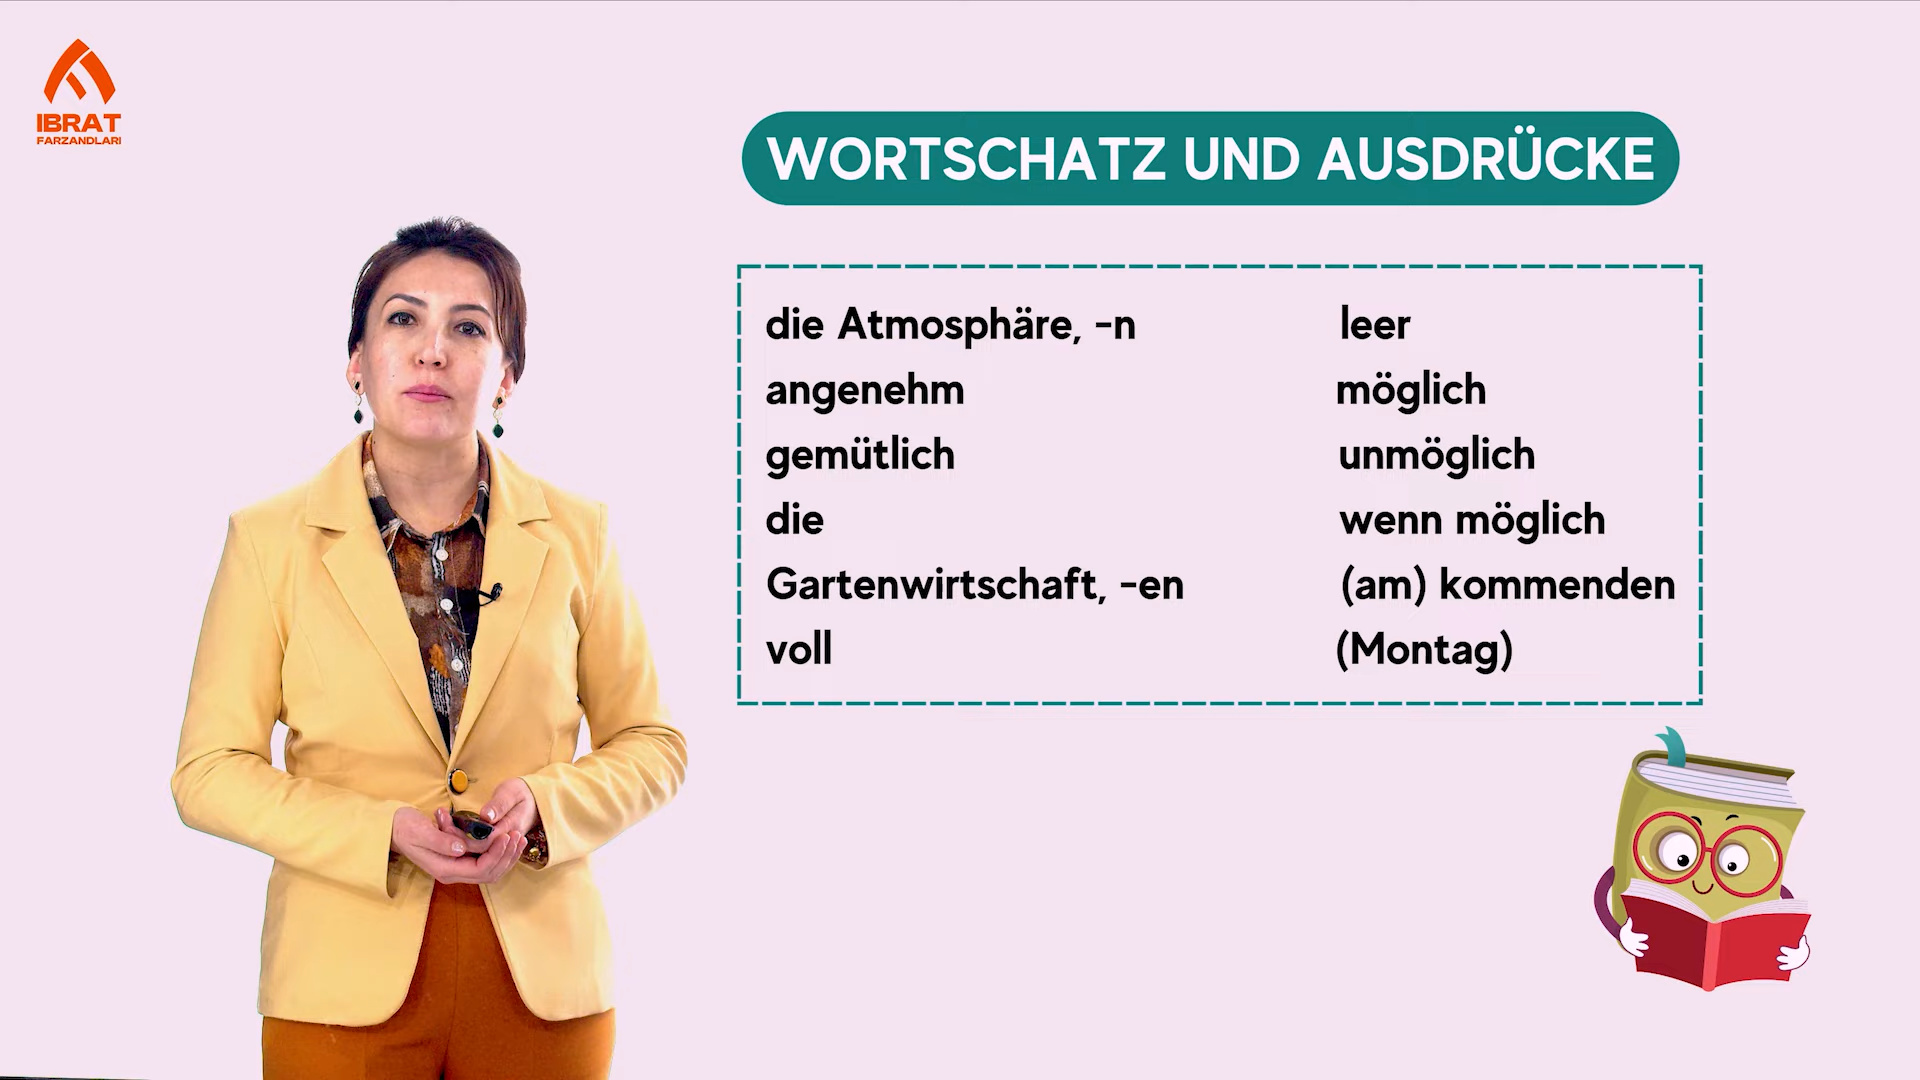 IBRAT
FARZANDLARI
WORTSCHATZ UND AUSDRÜCKE
die Atmosphäre, -n
angenehm
gemütlich
die
Gartenwirtschaft, -en
voll
leer
möglich
unmöglich
wenn möglich
(am) kommenden
(Montag)